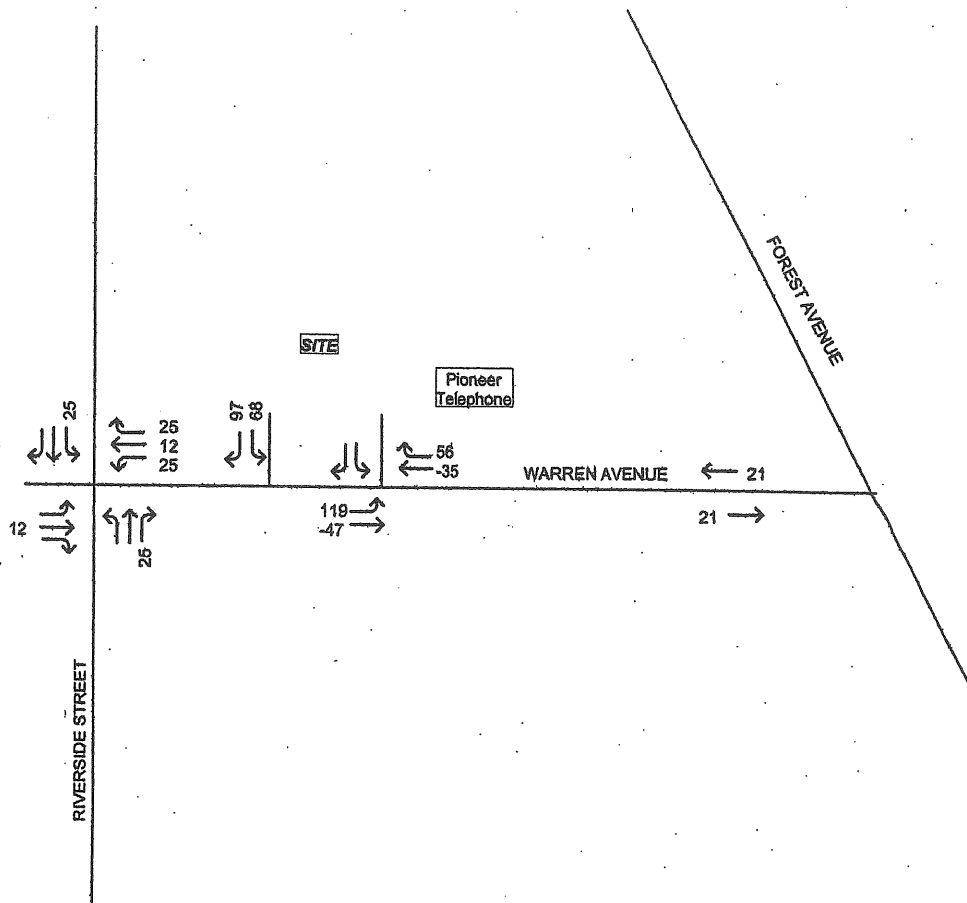 FOREST AVENUE
SITE
Pioneer
Telephone
25
97
68
25
12
25
56
-35
WARREN AVENUE
21
12
119
-47
21
25
RIVERSIDE STREET